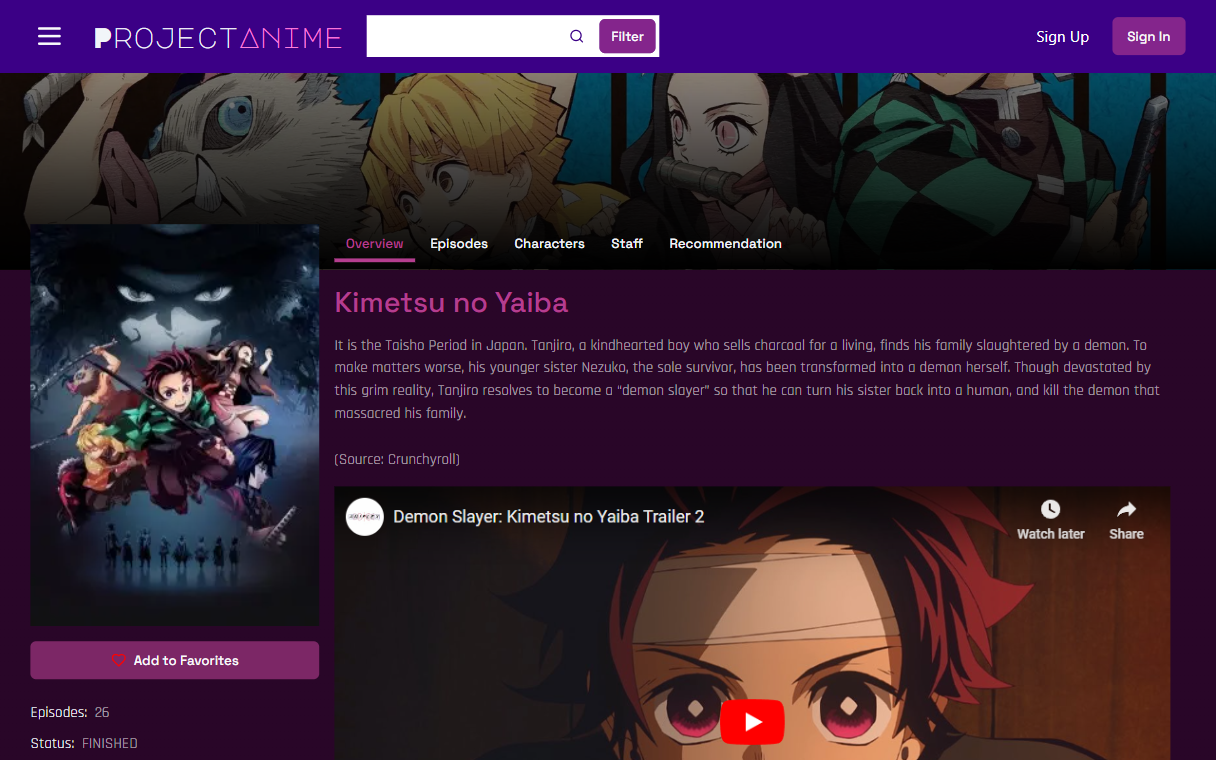 PROJECTANIME
Filter
Sign Up
Sign In
Overview
Episodes
Characters
Staff
Recommendation
Kimetsu no Yaiba
It is the Taisho Period in Japan. Tanjiro, a kindhearted boy who sells charcoal for a living, finds his family slaughtered by a demon. To
make matters worse, his younger sister Nezuko, the sole survivor, has been transformed into a demon herself. Though devastated by
this grim reality, Tanjiro resolves to become a “demon slayer” so that he can turn his sister back into a human, and kill the demon that
massacred his family.
(Source: Crunchyroll)
Demon Slayer: Kimetsu no Yaiba Trailer 2
Watch later
Share
Add to Favorites
Episodes: 26
Status: FINISHED